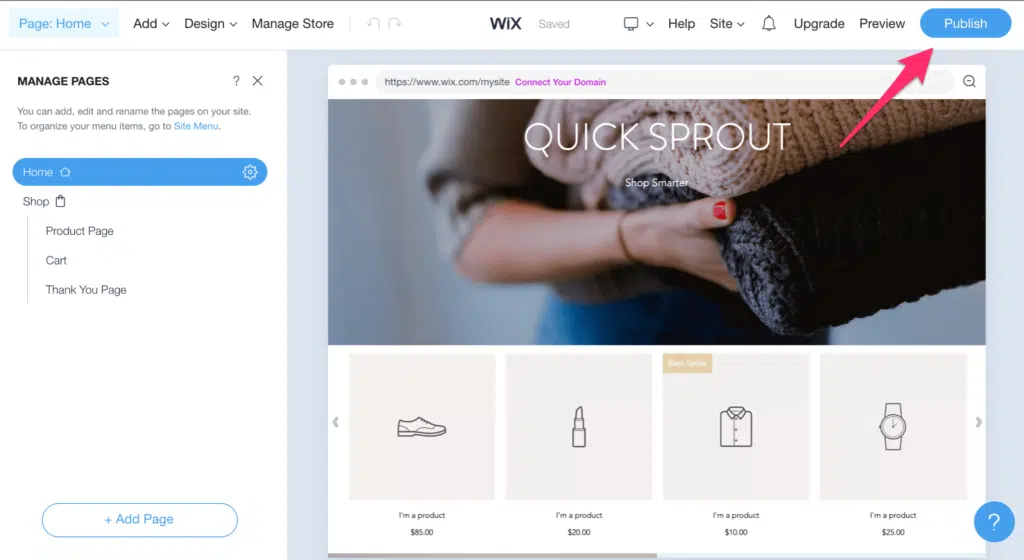 Page: Home Add Design Manage Store WiX Saved Help Site Upgrade Preview Publish
MANAGE PAGES ?
You can add, edit and rename the pages on your site.
To organize your menu items, go to Site Menu.
Home
Shop
Product Page
Cart
Thank You Page
+ Add Page
https://www.wix.com/mysite Connect Your Domain
QUICK SPROUT
Shop Smarter
Best Seller
I'm a product I'm a product I'm a product I'm a product
$85.00 $20.00 $10.00 $25.00
?